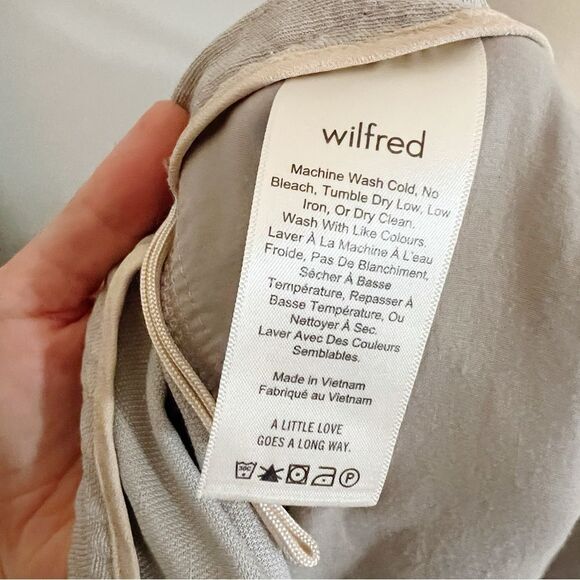 wilfred
Machine Wash Cold, No
Bleach, Tumble Dry Low, Low
Iron, Or Dry Clean.
Wash With Like Colours.
Laver À La Machine À L'eau
Froide, Pas De Blanchiment,
Sécher À Basse
Température, Repasser À
Basse Température, Ou
Nettoyer À Sec.
Laver Avec Des Couleurs
Semblables.
Made in Vietnam
Fabriqué au Vietnam
A LITTLE LOVE
GOES A LONG WAY.
30C P